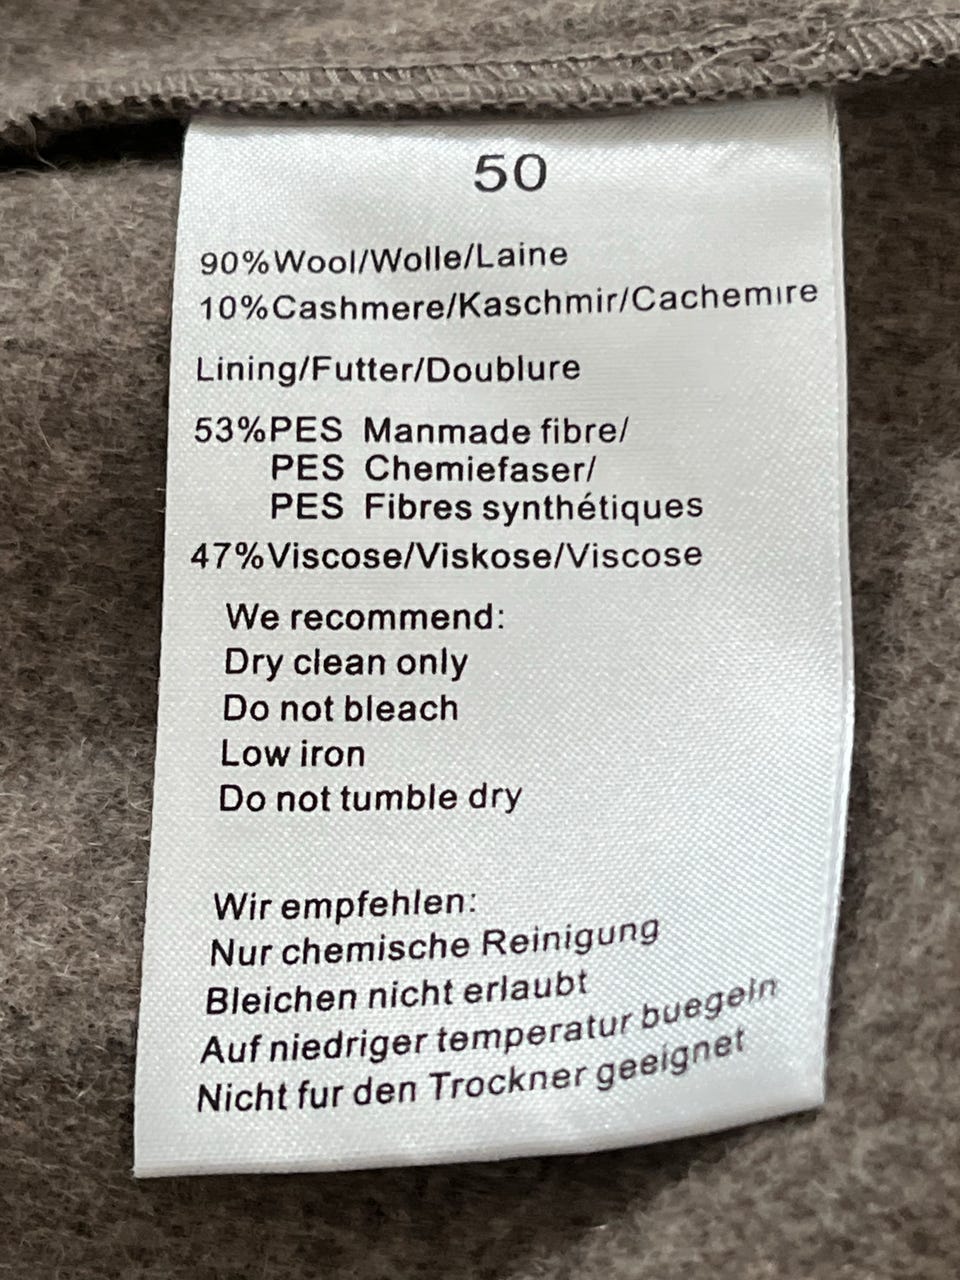 50
90%Wool/Wolle/Laine
10%Cashmere/Kaschmir/Cachemire
Lining/Futter/Doublure
53%PES Manmade fibre/
PES Chemiefaser/
PES Fibres synthétiques
47%Viscose/Viskose/Viscose
We recommend:
Dry clean only
Do not bleach
Low iron
Do not tumble dry
Wir empfehlen:
Nur chemische Reinigung
Bleichen nicht erlaubt
Auf niedriger temperatur buegeln
Nicht fur den Trockner geeignet